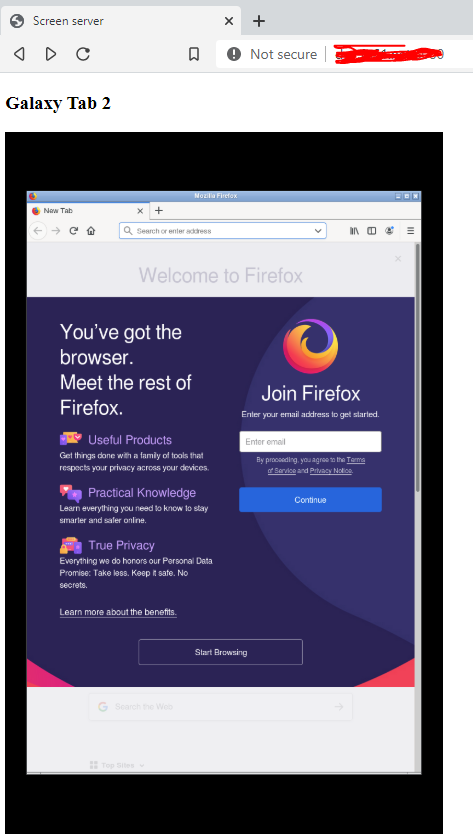 Screen server
Not secure
Galaxy Tab 2
Mozilla Firefox
New Tab
Search or enter address
Welcome to Firefox
You've got the
browser.
Meet the rest of
Firefox.
Useful Products
Get things done with a family of tools that
respects your privacy across your devices.
Practical Knowledge
Learn everything you need to know to stay
smarter and safer online.
True Privacy
Everything we do honors our Personal Data
Promise: Take less. Keep it safe. No
secrets.
Learn more about the benefits.
Join Firefox
Enter your email address to get started.
Enter email
By proceeding, you agree to the Terms
of Service and Privacy Notice.
Continue
Start Browsing
Search the Web
Top Sites